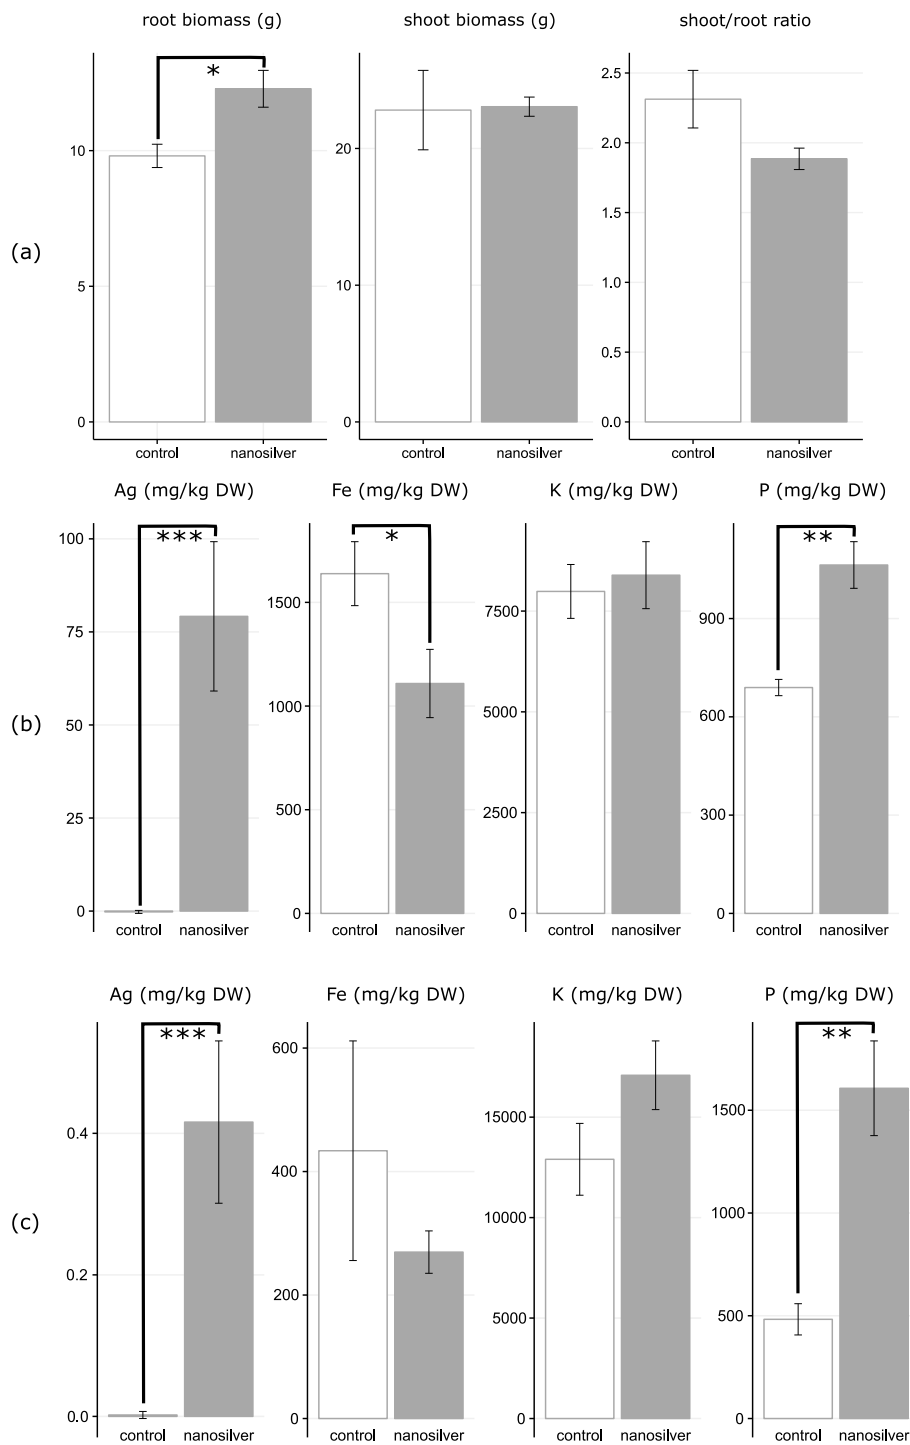 root biomass (g) shoot biomass (g) shoot/root ratio
(a)
* 
10
5
0
control nanosilver
20
10
0
control nanosilver
2.5
2.0
1.5
1.0
0.5
0.0
control nanosilver
Ag (mg/kg DW) Fe (mg/kg DW) K (mg/kg DW) P (mg/kg DW)
(b)
***
100
75
50
25
0
control nanosilver
*
1500
1000
500
0
control nanosilver
7500
5000
2500
0
control nanosilver
**
900
600
300
0
control nanosilver
Ag (mg/kg DW) Fe (mg/kg DW) K (mg/kg DW) P (mg/kg DW)
(c)
***
0.4
0.2
0.0
control nanosilver
600
400
200
0
control nanosilver
15000
10000
5000
0
control nanosilver
**
1500
1000
500
0
control nanosilver